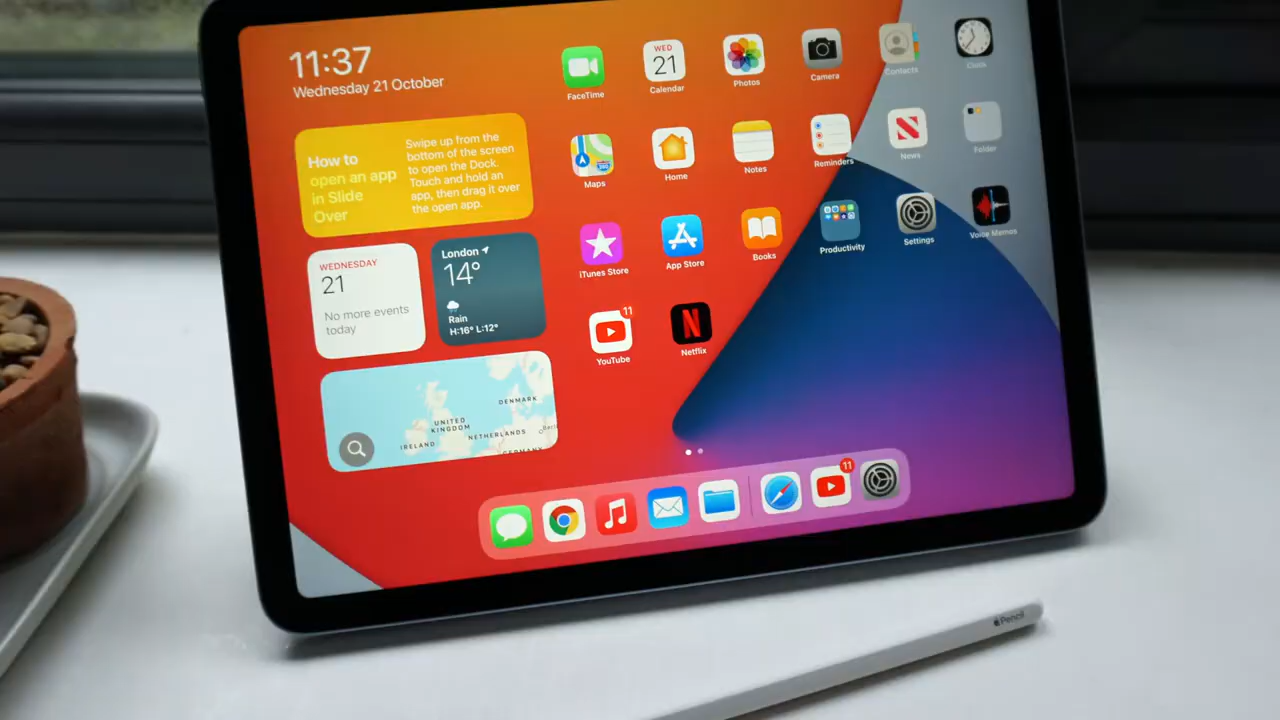 11:37
Wednesday 21 October
How to
open an app
in Slide
Over
Swipe up from the
bottom of the screen
to open the Dock.
Touch and hold an
app, then drag it over
the open app.
WEDNESDAY
21
No more events
today
London
14°
Rain
H:16° L:12°
DENMARK
UNITED
KINGDOM
IRELAND
NETHERLANDS
GERMANY
FaceTime
WED
21
Calendar
Photos
Camera
Contacts
Clock
Maps
Home
Notes
Reminders
News
Folder
iTunes Store
App Store
Books
Productivity
Settings
Voice Memos
11
YouTube
N
Netflix
11
Pencil